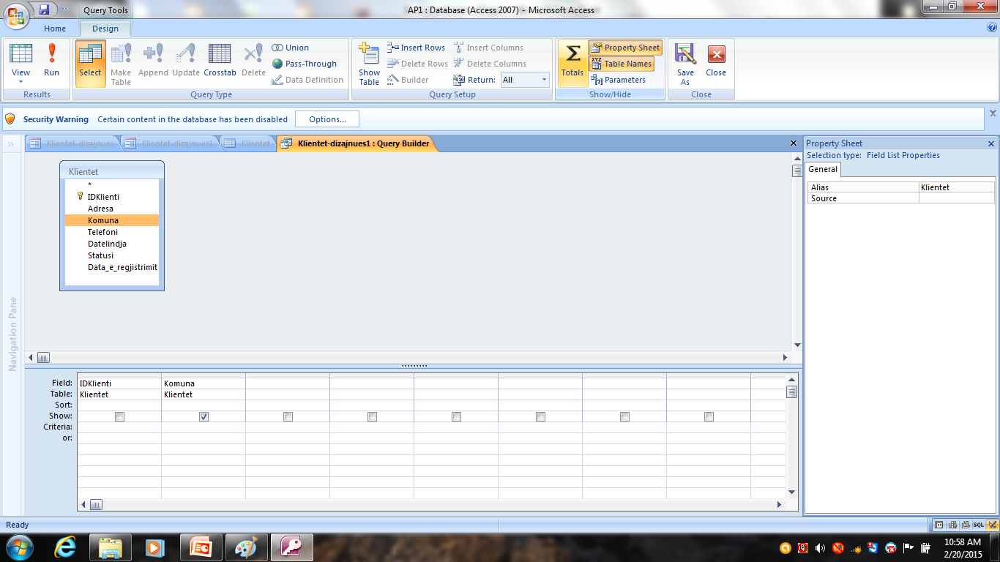 Query Tools
AP1 : Database (Access 2007) - Microsoft Access
Home
Design
View
Run
Results
Select
Make Table
Append
Update
Crosstab
Delete
Union
Pass-Through
Data Definition
Query Type
Show Table
Insert Rows
Delete Rows
Builder
Insert Columns
Delete Columns
Return: All
Query Setup
Σ
Totals
Property Sheet
XYZ Table Names
Parameters
Show/Hide
Save As
Close
Close
Security Warning Certain content in the database has been disabled Options...
Klientet-dizajnues
Klientet-dizajnues1
Klientet
Klientet-dizajnues1 : Query Builder
Navigation Pane
Klientet
*
IDKlienti
Adresa
Komuna
Telefoni
Datelindja
Statusi
Data_e_regjistrimit
Property Sheet
Selection type: Field List Properties
General
Alias Klientet
Source
Field: IDKlienti Komuna
Table: Klientet Klientet
Sort:
Show:
Criteria:
or:
Ready
SQL
10:58 AM
2/20/2015